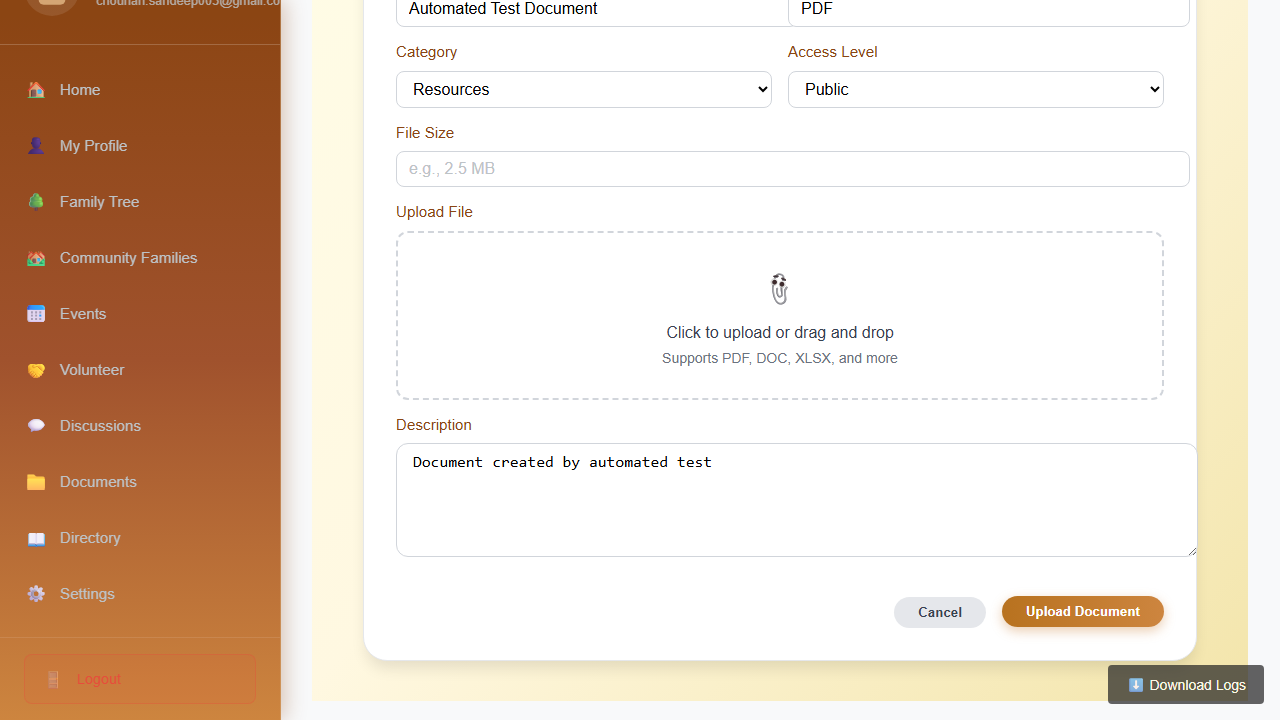 chouhan.sandeep005@gmail.co
Home
My Profile
Family Tree
Community Families
Events
Volunteer
Discussions
Documents
Directory
Settings
Logout
Automated Test Document
PDF
Category
Access Level
Resources
Public
File Size
e.g., 2.5 MB
Upload File
Click to upload or drag and drop
Supports PDF, DOC, XLSX, and more
Description
Document created by automated test
Cancel
Upload Document
Download Logs